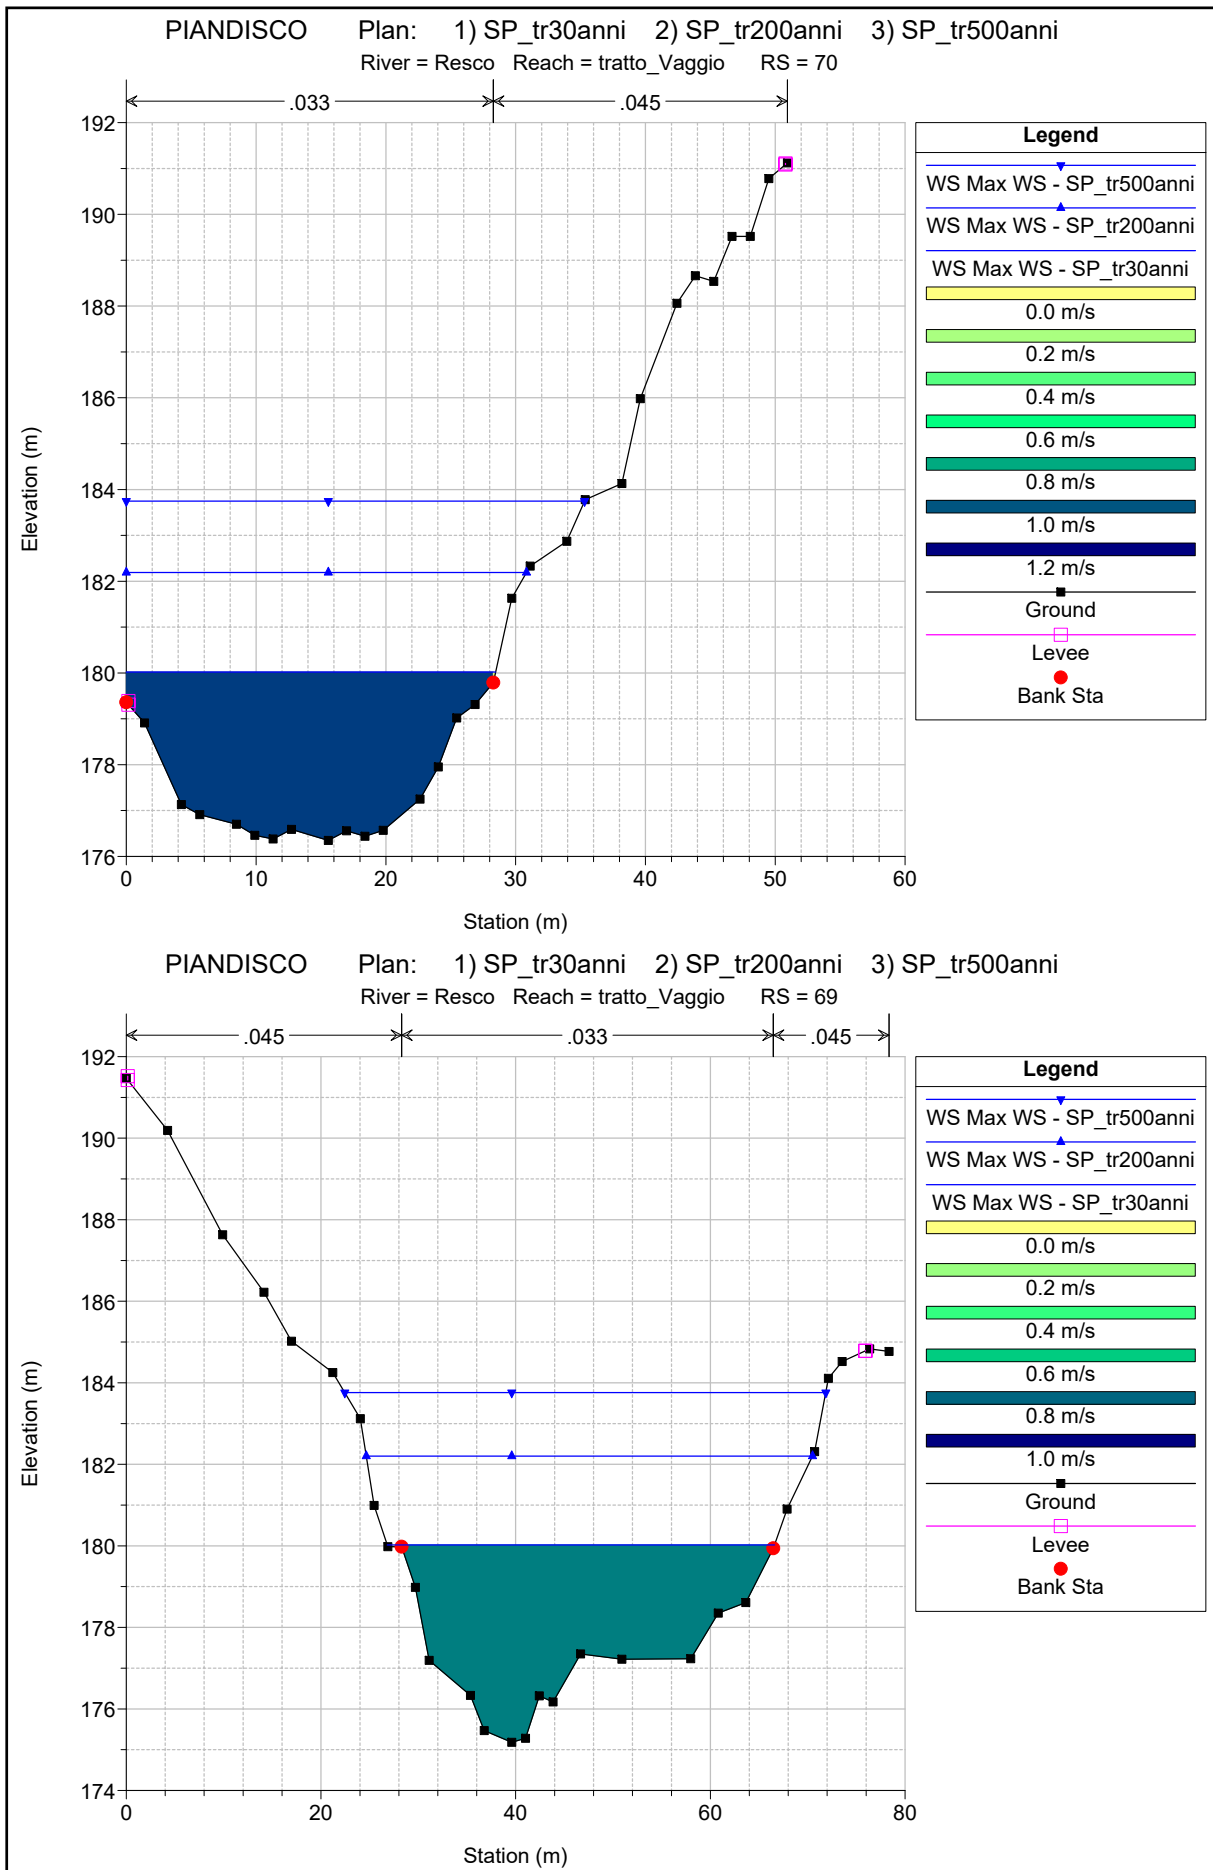 PIANDISCO Plan: 1) SP_tr30anni 2) SP_tr200anni 3) SP_tr500anni
River = Resco Reach = tratto_Vaggio RS = 70
.033 .045
192
190
188
186
184
182
180
178
176
0 10 20 30 40 50 60
Station (m)
Elevation (m)
Legend
WS Max WS - SP_tr500anni
WS Max WS - SP_tr200anni
WS Max WS - SP_tr30anni
0.0 m/s
0.2 m/s
0.4 m/s
0.6 m/s
0.8 m/s
1.0 m/s
1.2 m/s
Ground
Levee
Bank Sta
PIANDISCO Plan: 1) SP_tr30anni 2) SP_tr200anni 3) SP_tr500anni
River = Resco Reach = tratto_Vaggio RS = 69
.045 .033 .045
192
190
188
186
184
182
180
178
176
174
0 20 40 60 80
Station (m)
Elevation (m)
Legend
WS Max WS - SP_tr500anni
WS Max WS - SP_tr200anni
WS Max WS - SP_tr30anni
0.0 m/s
0.2 m/s
0.4 m/s
0.6 m/s
0.8 m/s
1.0 m/s
Ground
Levee
Bank Sta